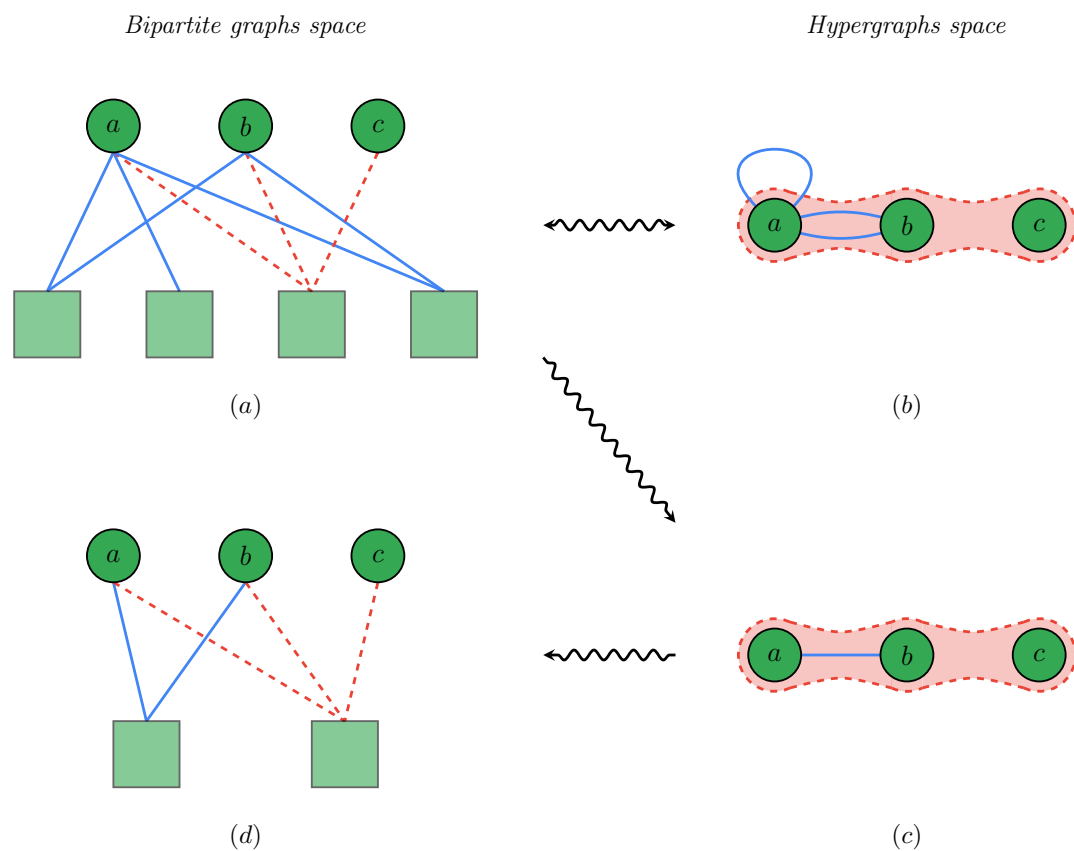 Bipartite graphs space
Hypergraphs space
a b c
a b c
(a)
(b)
a b c
a b c
(d)
(c)